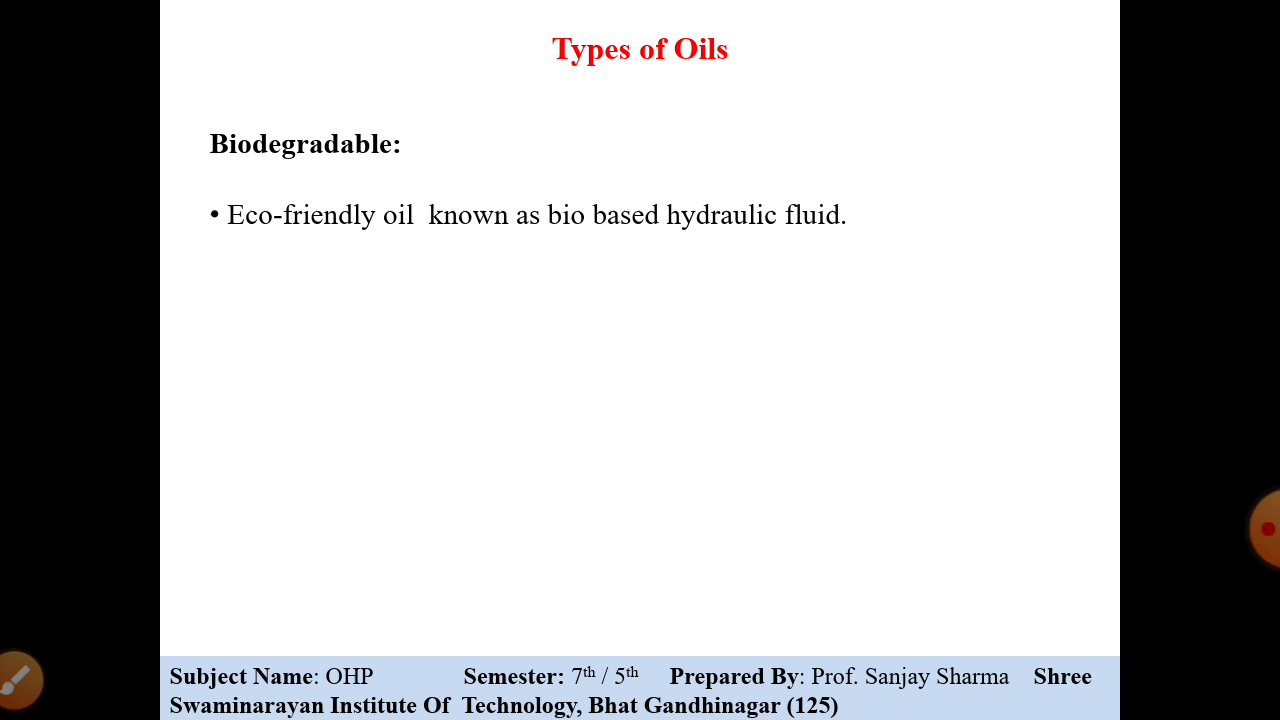 Types of Oils
Biodegradable:
• Eco-friendly oil  known as bio based hydraulic fluid.
Subject Name: OHP Semester: 7th / 5th Prepared By: Prof. Sanjay Sharma Shree
Swaminarayan Institute Of  Technology, Bhat Gandhinagar (125)